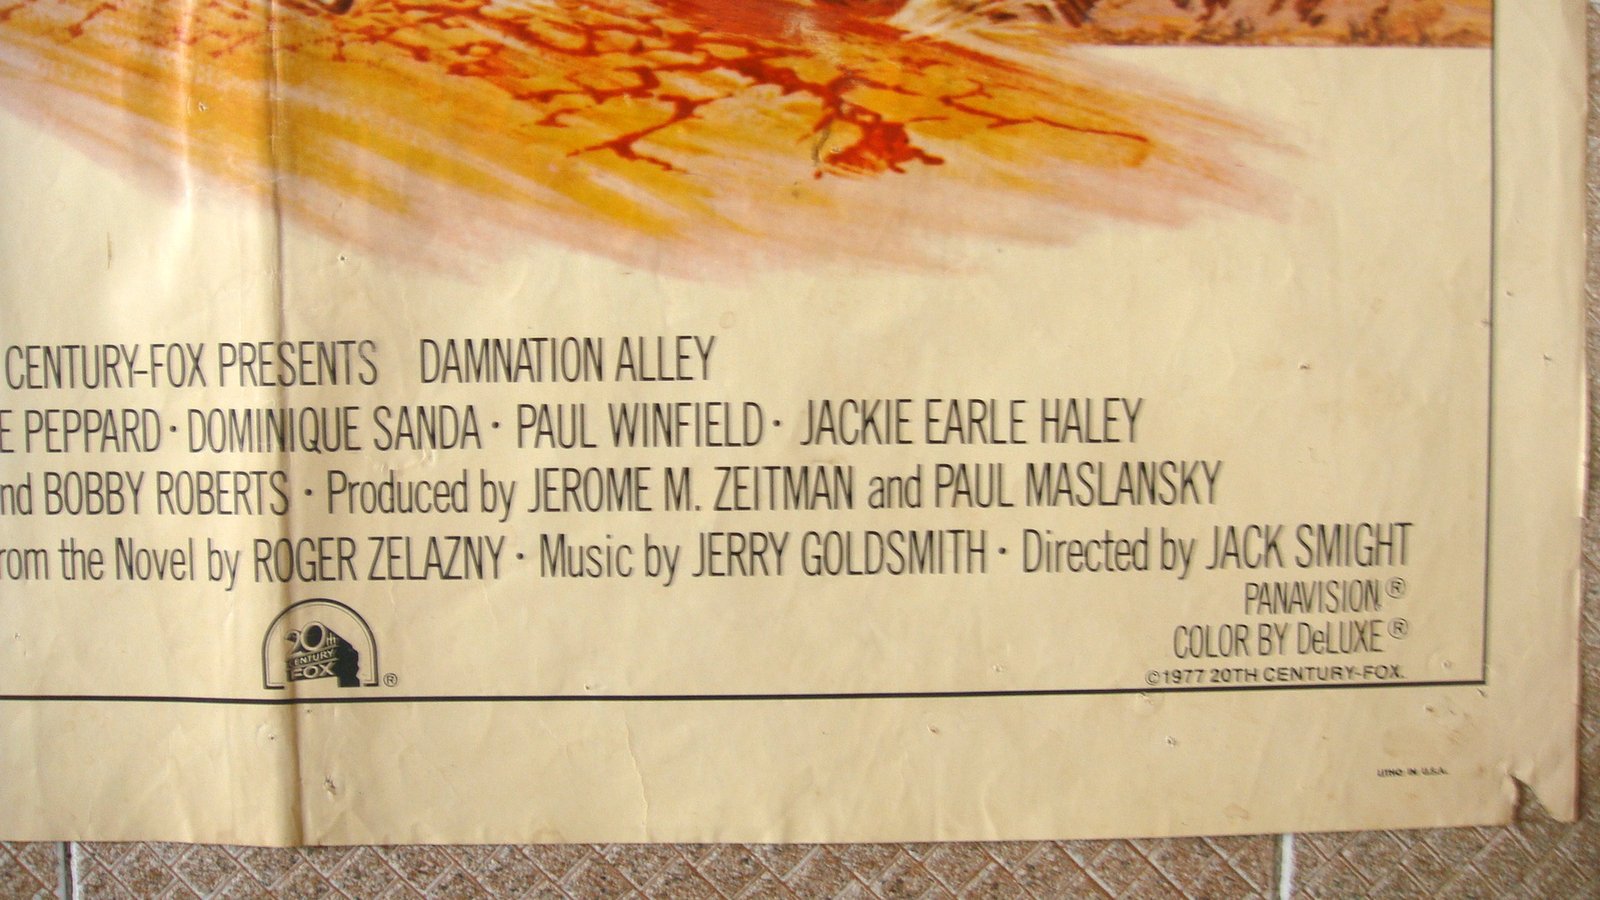 CENTURY-FOX PRESENTS DAMNATION ALLEY
E PEPPARD · DOMINIQUE SANDA · PAUL WINFIELD · JACKIE EARLE HALEY
nd BOBBY ROBERTS · Produced by JEROME M. ZEITMAN and PAUL MASLANSKY
rom the Novel by ROGER ZELAZNY · Music by JERRY GOLDSMITH · Directed by JACK SMIGHT
PANAVISION®
COLOR BY DeLUXE®
20th
CENTURY
FOX
®
©1977 20TH CENTURY-FOX.
LITHO. IN U.S.A.